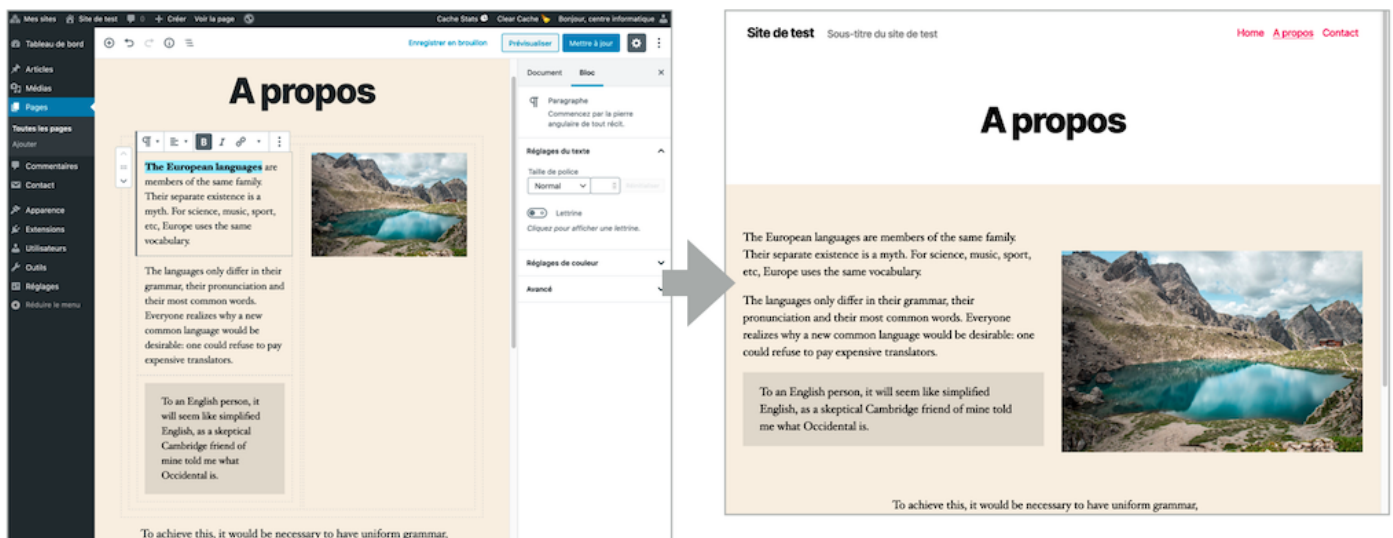 Mes sites Site de test 0 + Créer Voir la page Cache Stats Clear Cache Bonjour, centre informatique
Tableau de bord
Articles
Médias
Pages
Toutes les pages
Ajouter
Commentaires
Contact
Apparence
Extensions
Utilisateurs
Outils
Réglages
Réduire le menu
Enregistrer en brouillon Prévisualiser Mettre à jour
A propos
B I
The European languages are
members of the same family.
Their separate existence is a
myth. For science, music, sport,
etc, Europe uses the same
vocabulary.
The languages only differ in their
grammar, their pronunciation and
their most common words.
Everyone realizes why a new
common language would be
desirable: one could refuse to pay
expensive translators.
To an English person, it
will seem like simplified
English, as a skeptical
Cambridge friend of
mine told me what
Occidental is.
To achieve this, it would be necessary to have uniform grammar,
Document Bloc
Paragraphe
Commencez par la pierre
angulaire de tout récit.
Réglages du texte
Taille de police
Normal
Lettrine
Cliquez pour afficher une lettrine.
Réglages de couleur
Avancé
Site de test Sous-titre du site de test
Home A propos Contact
A propos
The European languages are members of the same family.
Their separate existence is a myth. For science, music, sport,
etc, Europe uses the same vocabulary.
The languages only differ in their grammar, their
pronunciation and their most common words. Everyone
realizes why a new common language would be desirable: one
could refuse to pay expensive translators.
To an English person, it will seem like simplified
English, as a skeptical Cambridge friend of mine told
me what Occidental is.
To achieve this, it would be necessary to have uniform grammar,